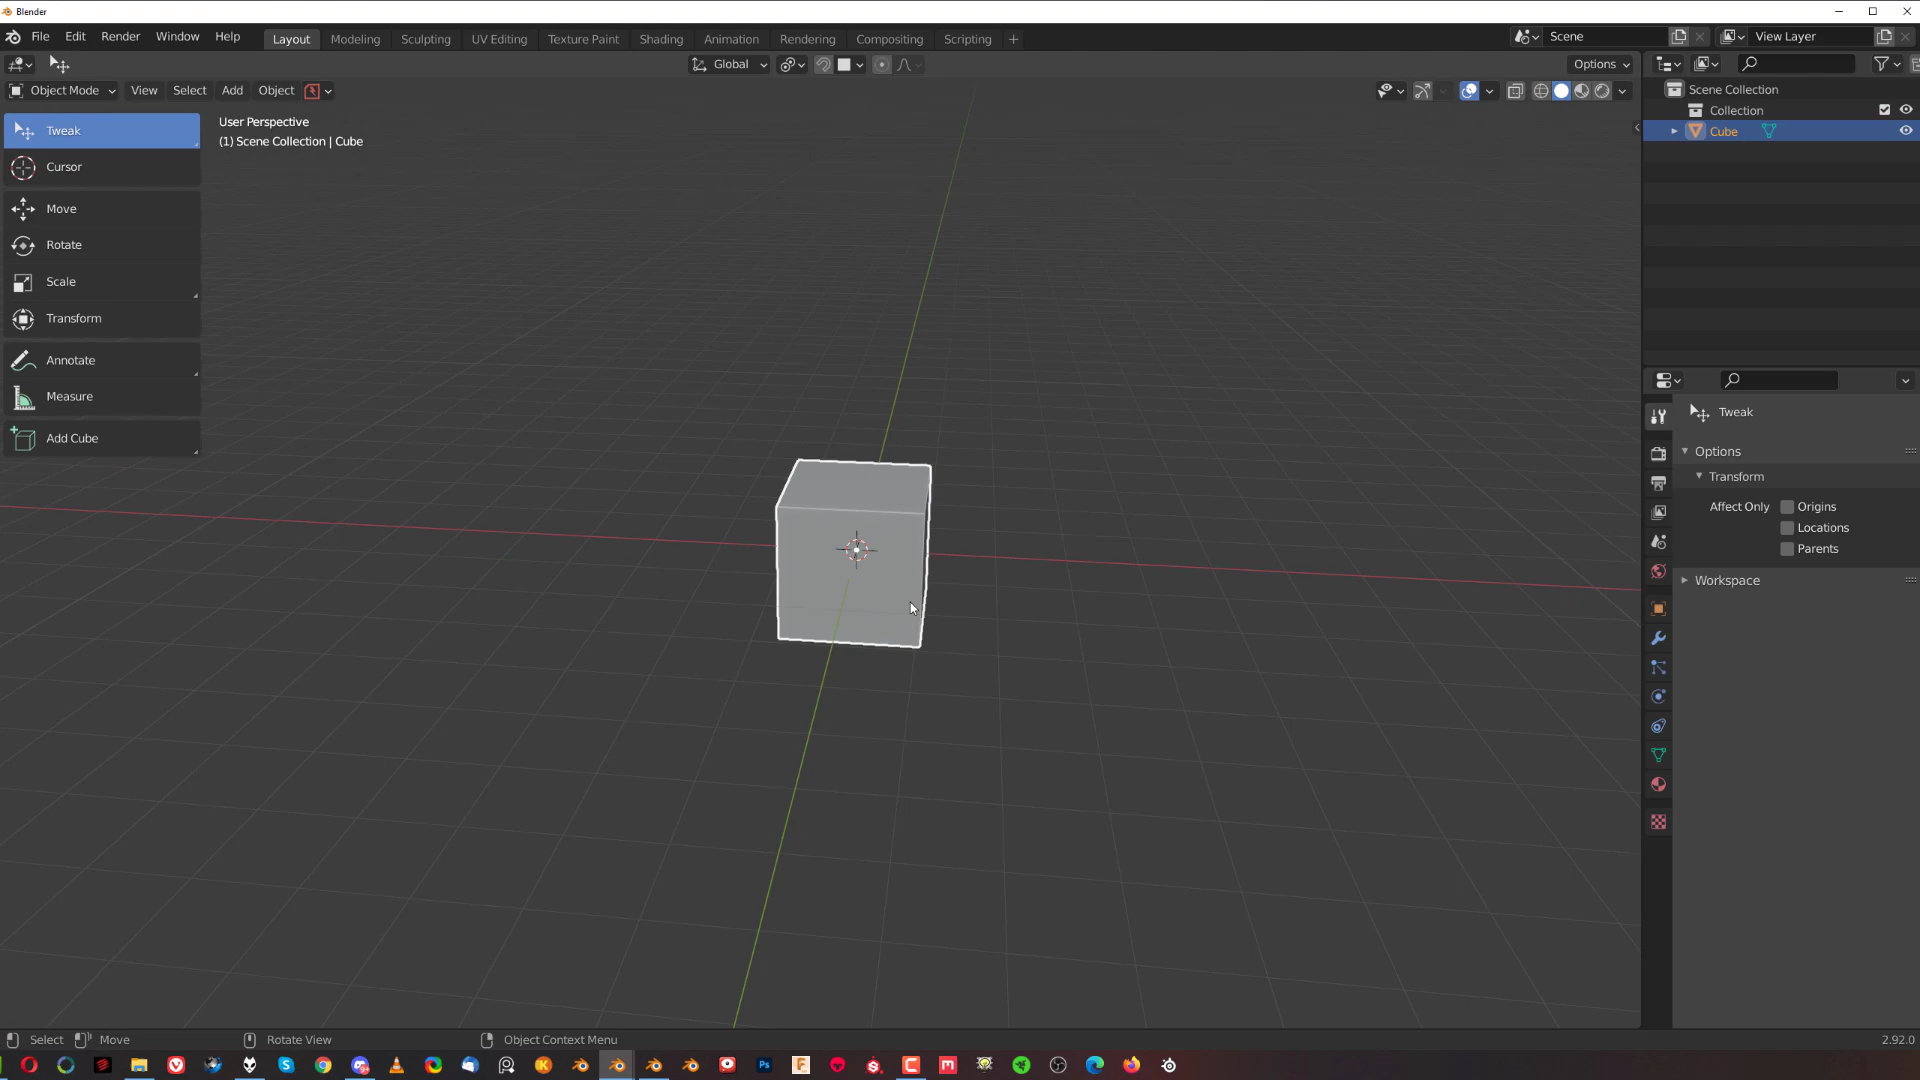 Blender
File Edit Render Window Help Layout Modeling Sculpting UV Editing Texture Paint Shading Animation Rendering Compositing Scripting + Scene View Layer
Global Options
Object Mode View Select Add Object
Scene Collection
Collection
Cube
User Perspective
(1) Scene Collection | Cube
Tweak
Cursor
Move
Rotate
Scale
Transform
Annotate
Measure
Add Cube
Tweak
Options
Transform
Affect Only Origins
Locations
Parents
Workspace
Select Move Rotate View Object Context Menu 2.92.0
Ps